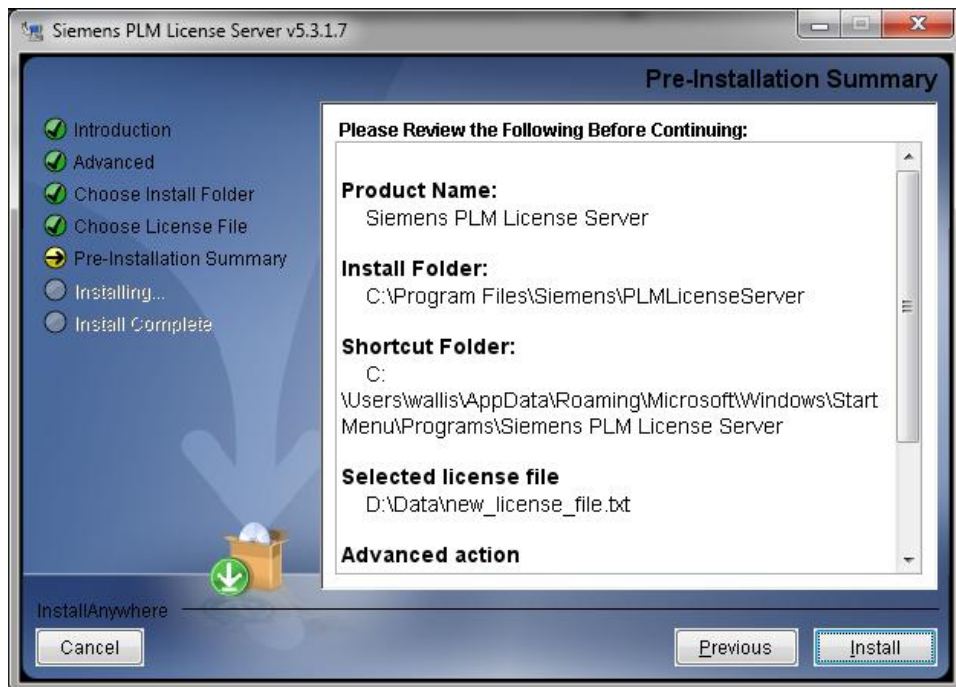 Siemens PLM License Server v5.3.1.7
Pre-Installation Summary
Introduction
Advanced
Choose Install Folder
Choose License File
Pre-Installation Summary
Installing...
Install Complete
Please Review the Following Before Continuing:
Product Name:
Siemens PLM License Server
Install Folder:
C:\Program Files\Siemens\PLMLicenseServer
Shortcut Folder:
C:
\Users\wallis\AppData\Roaming\Microsoft\Windows\Start
Menu\Programs\Siemens PLM License Server
Selected license file
D:\Data\new_license_file.txt
Advanced action
InstallAnywhere
Cancel
Previous
Install